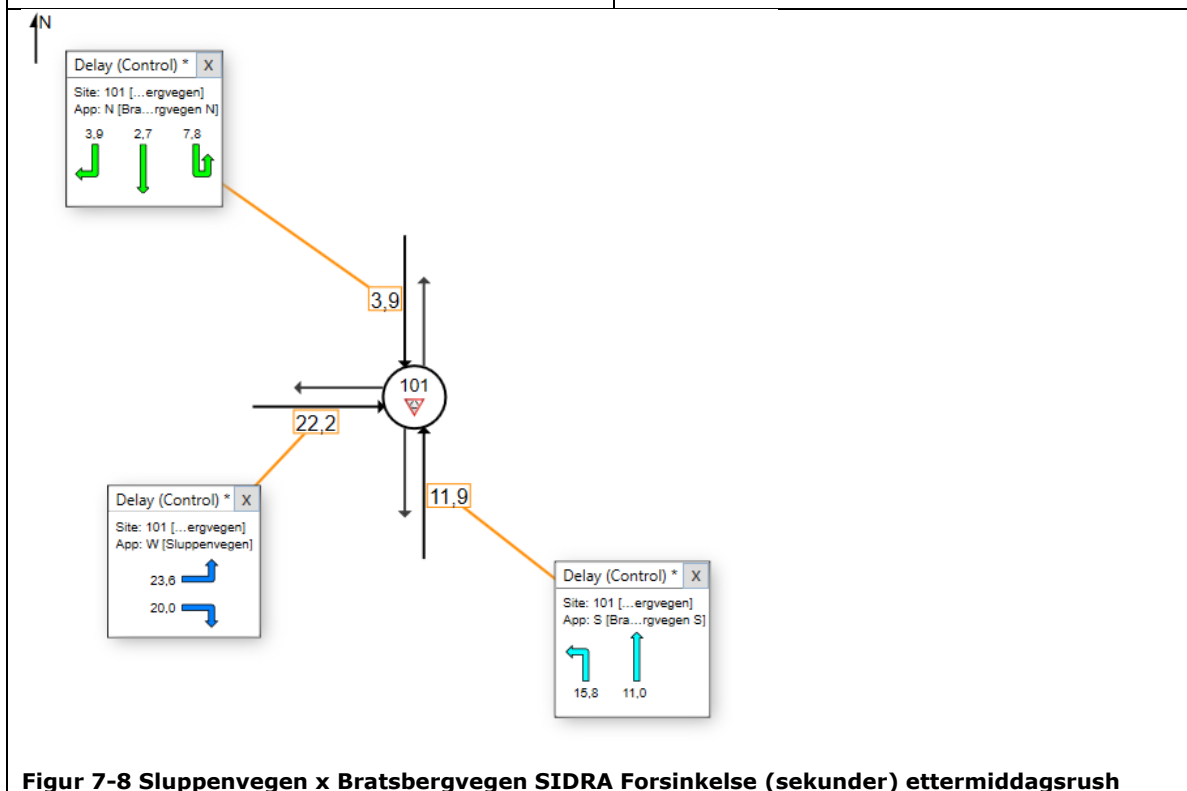 N
Delay (Control) * X
Site: 101 [...ergvegen]
App: N [Bra...rgvegen N]
3,9 2,7 7,8
3,9
101
22,2
11,9
Delay (Control) * X
Site: 101 [...ergvegen]
App: W [Sluppenvegen]
23,6
20,0
Delay (Control) * X
Site: 101 [...ergvegen]
App: S [Bra...rgvegen S]
15,8 11,0
Figur 7-8 Sluppenvegen x Bratsbergvegen SIDRA Forsinkelse (sekunder) ettermiddagsrush